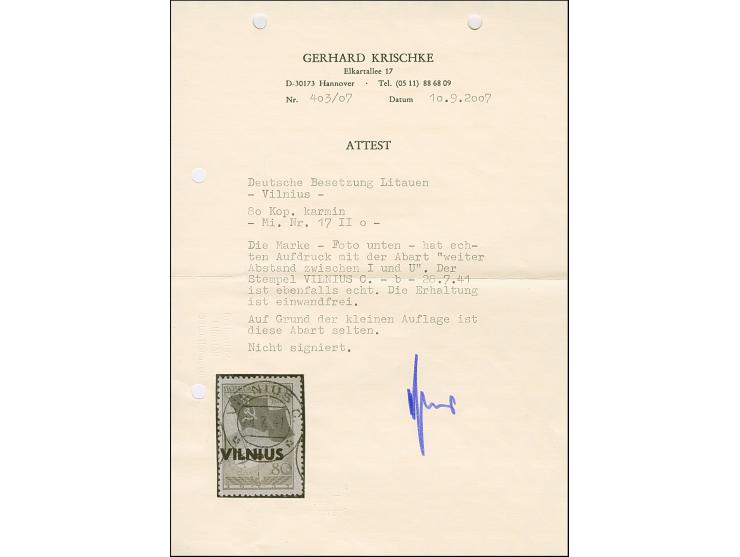 GERHARD KRISCHKE
Elkartallee 17
D-30173 Hannover · Tel. (05 11) 88 68 09
Nr. 403/07 Datum 10.9.2007
ATTEST
Deutsche Besetzung Litauen
- Vilnius -
80 Kop. karmin
- Mi. Nr. 17 II o -
Die Marke - Foto unten - hat ech-
ten Aufdruck mit der Abart "weiter
Abstand zwischen I und U". Der
Stempel VILNIUS C. - b - 28.7.41
ist ebenfalls echt. Die Erhaltung
ist einwandfrei.
Auf Grund der kleinen Auflage ist
diese Abart selten.
Nicht signiert.
VILNIUS C.
VILNIUS
80